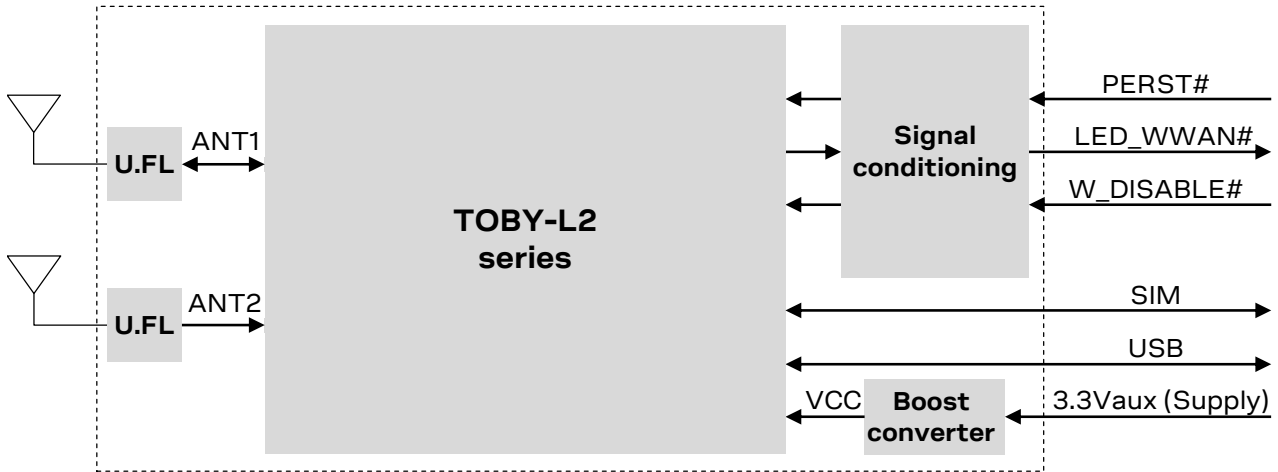 PERST#
Signal
conditioning
LED_WWAN#
W_DISABLE#
U.FL
ANT1
TOBY-L2
series
U.FL
ANT2
SIM
USB
VCC
Boost
converter
3.3Vaux (Supply)